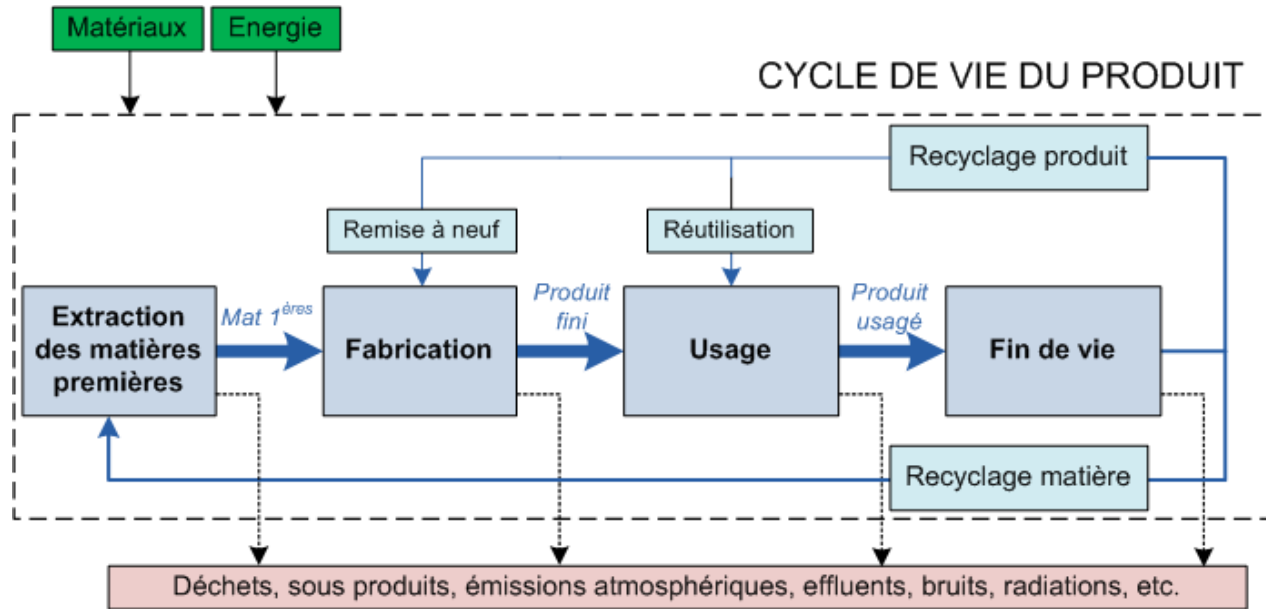 Matériaux
Energie
CYCLE DE VIE DU PRODUIT
Recyclage produit
Remise à neuf
Réutilisation
Extraction
des matières
premières
Mat 1ères
Fabrication
Produit
fini
Usage
Produit
usagé
Fin de vie
Recyclage matière
Déchets, sous produits, émissions atmosphériques, effluents, bruits, radiations, etc.